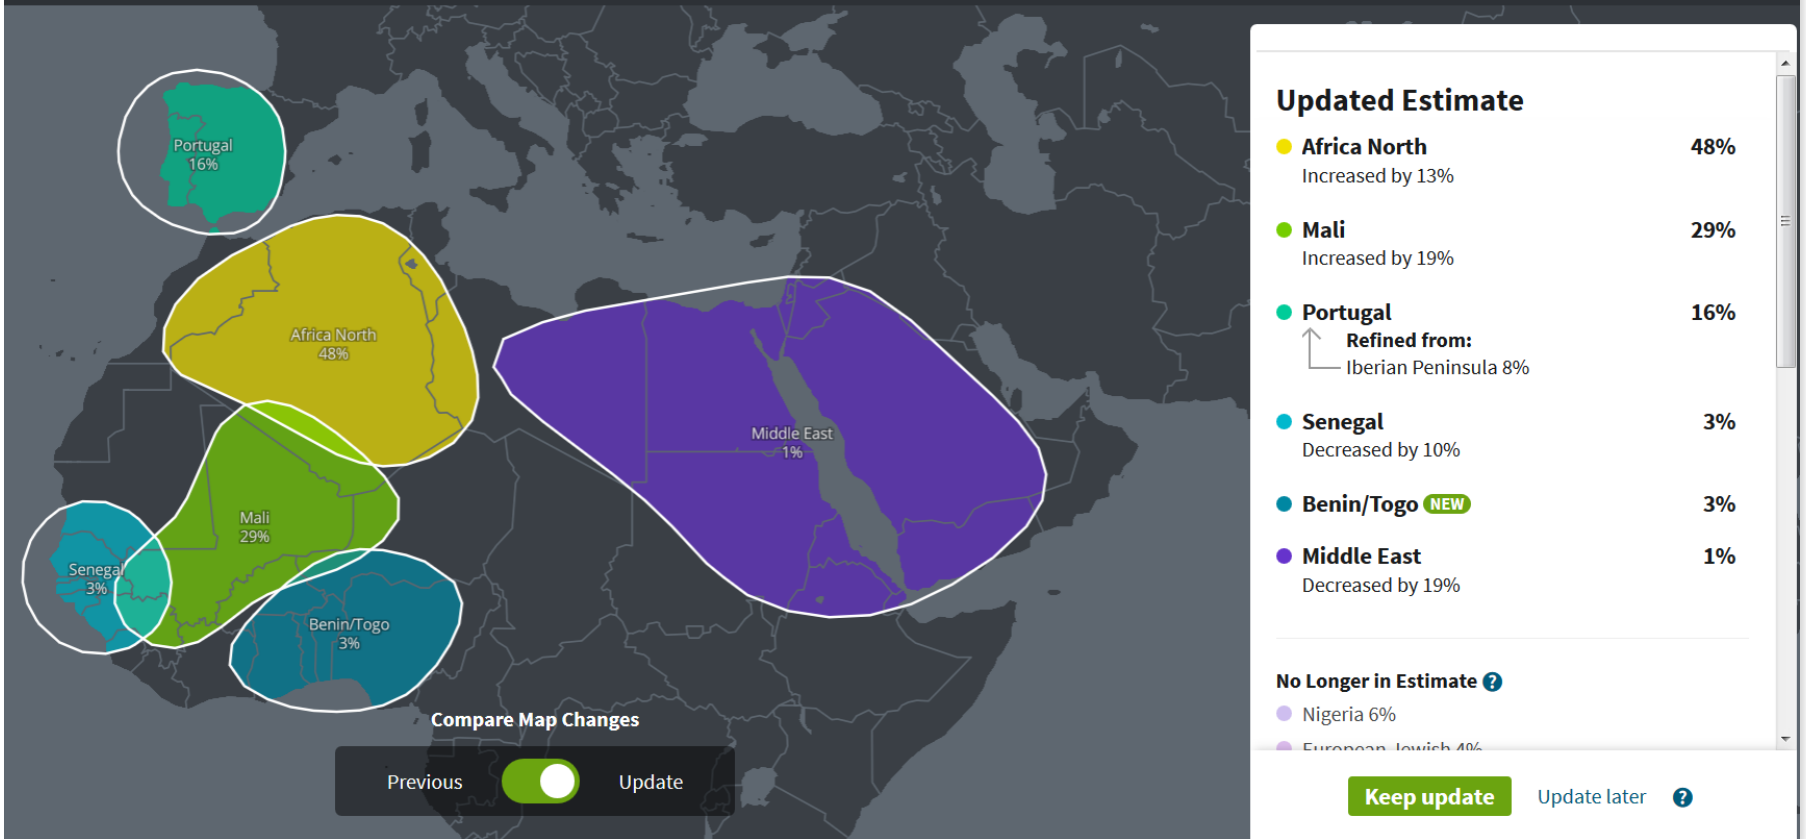 Portugal
16%
Africa North
48%
Middle East
1%
Mali
29%
Senegal
3%
Benin/Togo
3%
Compare Map Changes
Previous
Update
Updated Estimate
Africa North 48%
Increased by 13%
Mali 29%
Increased by 19%
Portugal 16%
Refined from:
Iberian Peninsula 8%
Senegal 3%
Decreased by 10%
Benin/Togo NEW 3%
Middle East 1%
Decreased by 19%
No Longer in Estimate ?
Nigeria 6%
European Jewish 4%
Keep update Update later ?